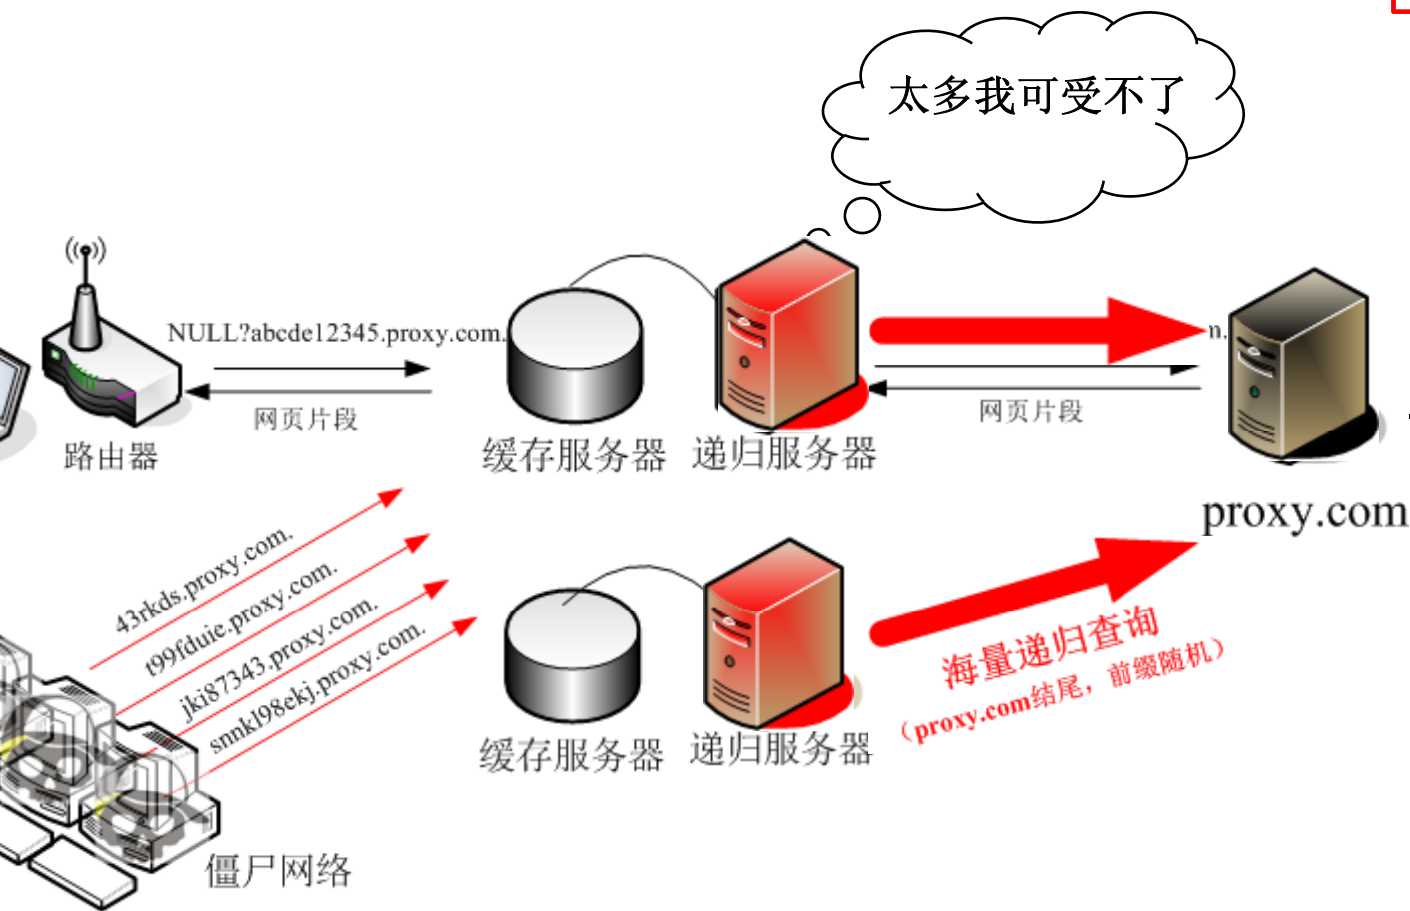 太多我可受不了
NULL?abcde12345.proxy.com.
n.
网页片段
网页片段
路由器
缓存服务器
递归服务器
proxy.com
43rkds.proxy.com.
t99fduie.proxy.com.
jki87343.proxy.com.
snnkl98ekj.proxy.com.
海量递归查询
（proxy.com结尾，前缀随机）
缓存服务器
递归服务器
僵尸网络